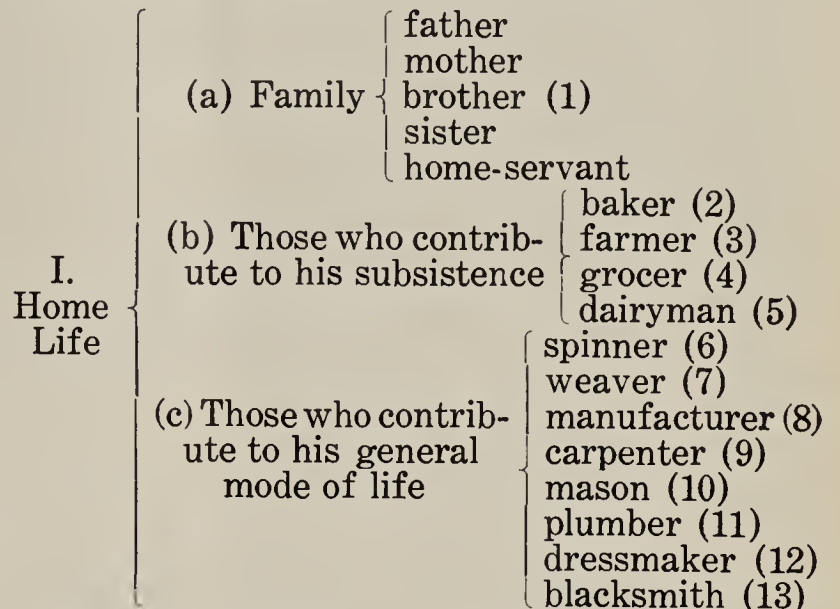 I.
Home
Life
(a) Family
father
mother
brother (1)
sister
home-servant
(b) Those who contrib-
ute to his subsistence
baker (2)
farmer (3)
grocer (4)
dairyman (5)
(c) Those who contrib-
ute to his general
mode of life
spinner (6)
weaver (7)
manufacturer (8)
carpenter (9)
mason (10)
plumber (11)
dressmaker (12)
blacksmith (13)